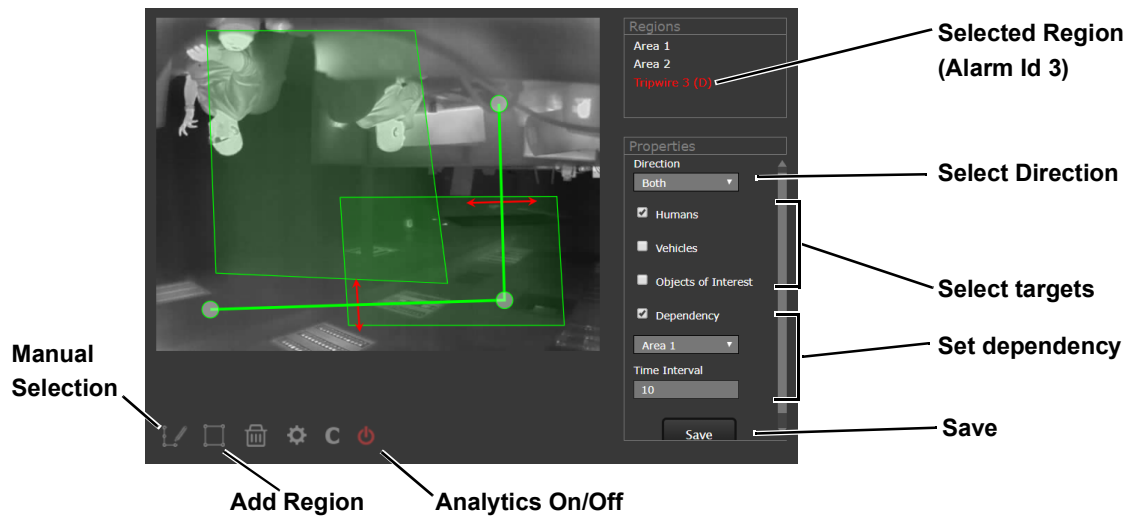 Regions
Area 1
Area 2
Tripwire 3 (D)
Selected Region
(Alarm Id 3)
Properties
Direction
Both
Select Direction
Humans
Vehicles
Objects of Interest
Select targets
Dependency
Area 1
Set dependency
Time Interval
10
Save
Save
Manual
Selection
C
Add Region
Analytics On/Off